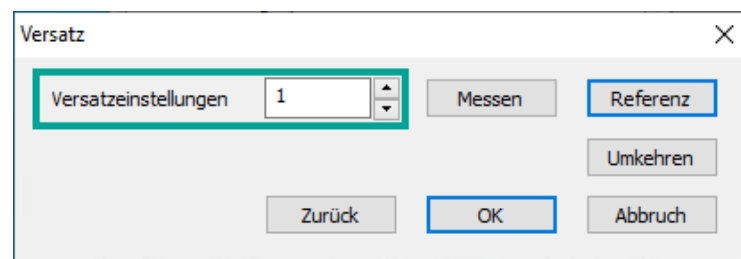 Versatz
Versatzeinstellungen 1 Messen Referenz
Umkehren
Zurück OK Abbruch